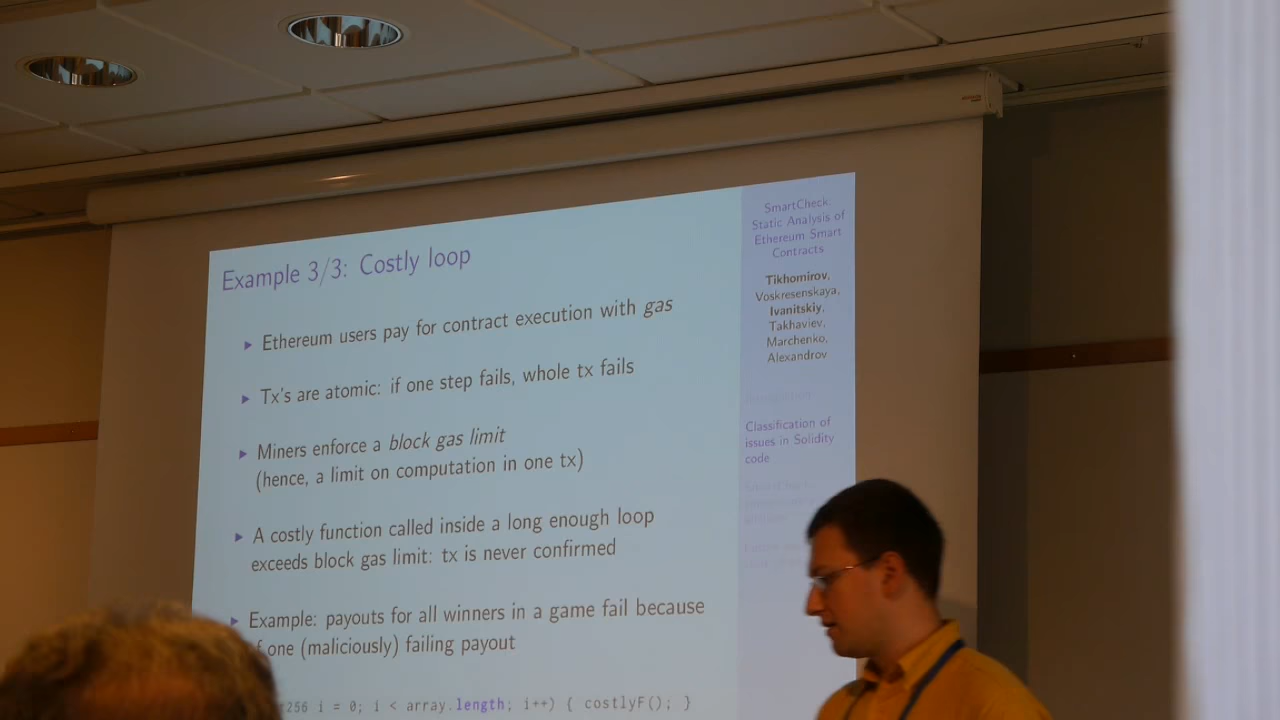 Example 3/3: Costly loop
Ethereum users pay for contract execution with gas
Tx's are atomic: if one step fails, whole tx fails
Miners enforce a block gas limit
(hence, a limit on computation in one tx)
A costly function called inside a long enough loop
exceeds block gas limit: tx is never confirmed
Example: payouts for all winners in a game fail because
one (maliciously) failing payout
256 i = 0; i < array.length; i++) { costlyF(); }
SmartCheck:
Static Analysis of
Ethereum Smart
Contracts
Tikhomirov,
Voskresenskaya,
Ivanitskiy,
Takhaviev,
Marchenko,
Alexandrov
Classification of
issues in Solidity
code